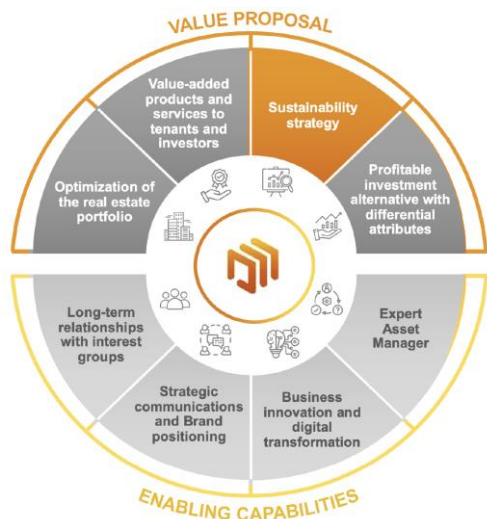 VALUE PROPOSAL
Value-added
products and
services to
tenants and
investors
Sustainability
strategy
Optimization of
the real estate
portfolio
Profitable
investment
alternative with
differential
attributes
Long-term
relationships
with interest
groups
Expert
Asset
Manager
Strategic
communications
and Brand
positioning
Business
innovation and
digital
transformation
ENABLING CAPABILITIES